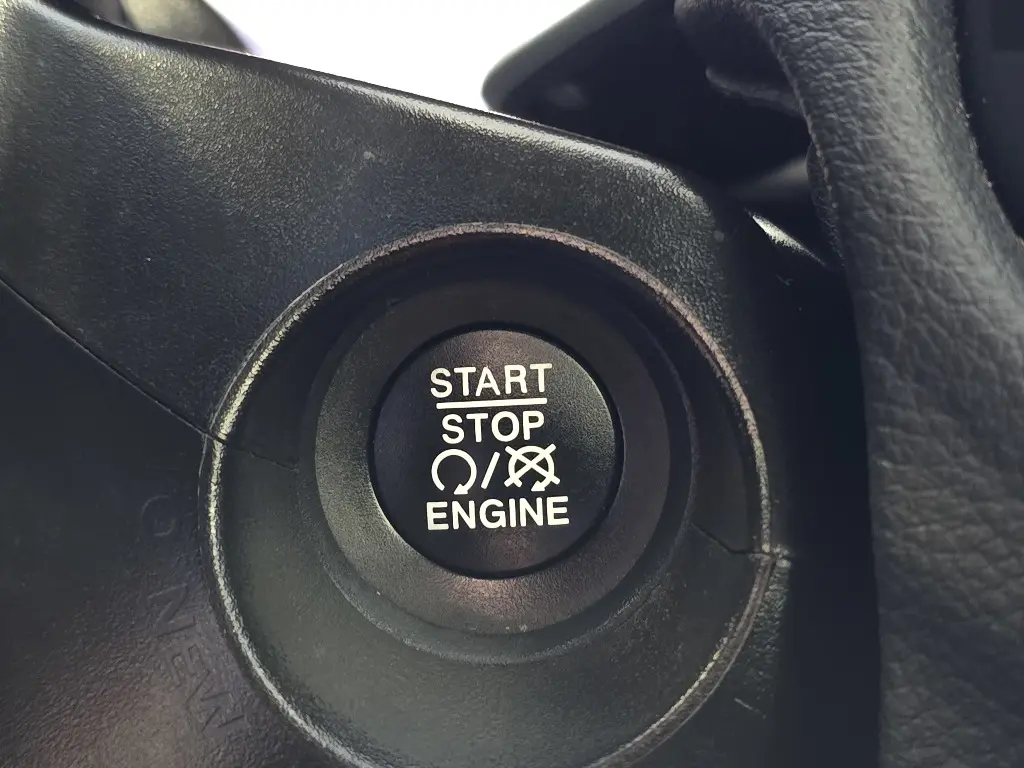 START
STOP
/
ENGINE